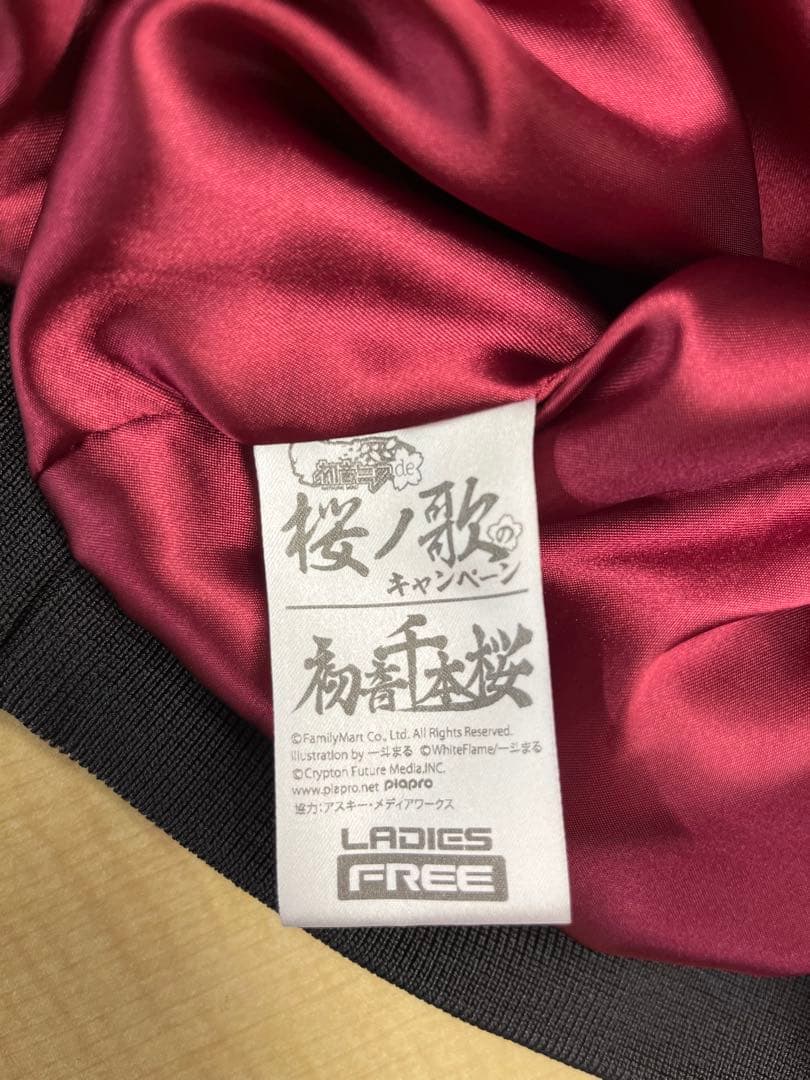 初音ミクde
桜ノ歌の
キャンペーン
初音千本桜
©FamilyMart Co., Ltd. All Rights Reserved.
Illustration by 一斗まる ©WhiteFlame/一斗まる
©Crypton Future Media,INC.
www.piapro.net piapro
協力:アスキー・メディアワークス
LADIES
FREE